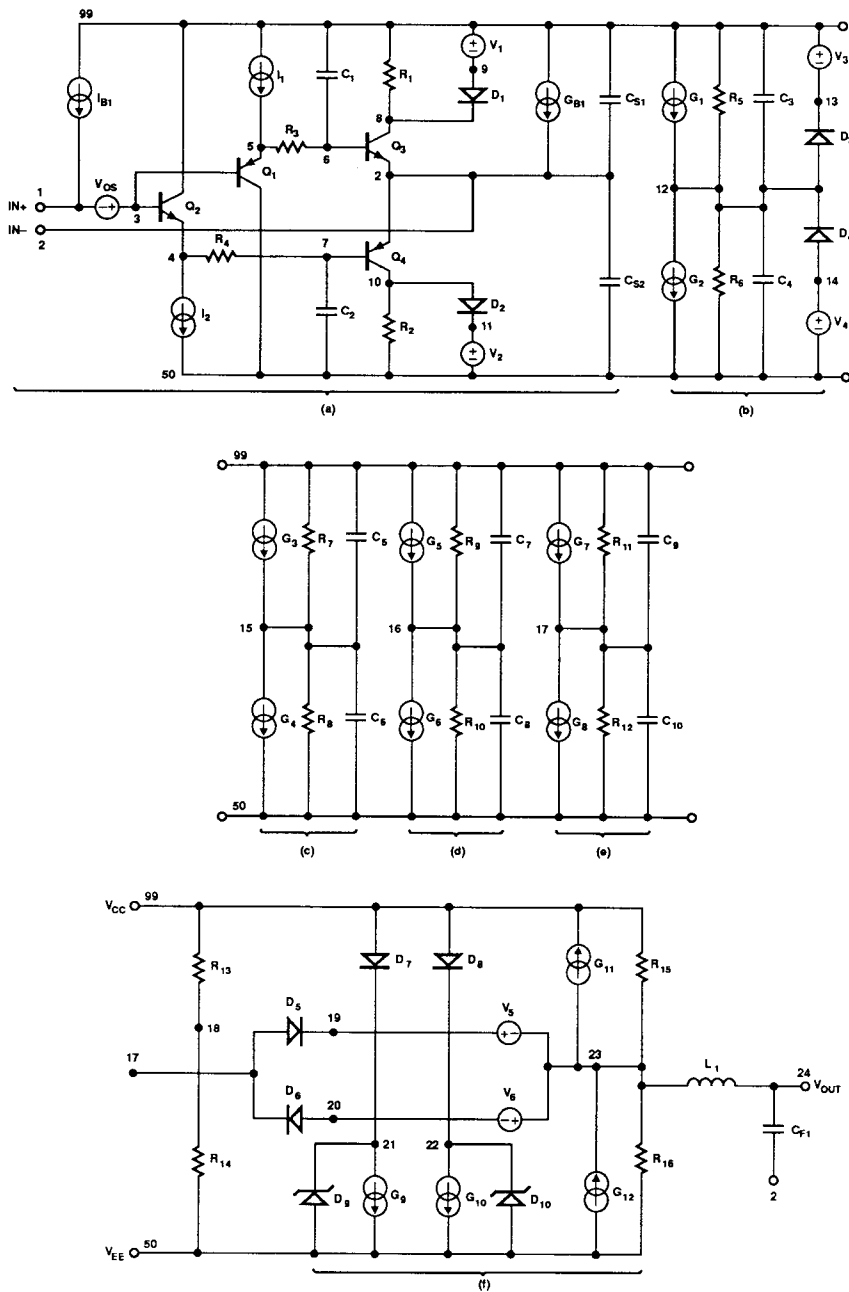 99
V1
V3
I1
C1
R1
9
IB1
D1
GB1
CS1
G1
R5
C3
13
8
5
R3
Q3
D
6
1
VOS
Q1
2
12
IN+
3
Q2
IN–
2
R4
7
Q4
D
4
10
D2
CS2
G2
R6
C4
14
I2
C2
R2
11
V2
V4
50
(a)
(b)
99
G3
R7
C5
G5
R9
C7
G7
R11
C9
15
16
17
G4
R8
C6
G6
R10
C8
G8
R12
C10
50
(c)
(d)
(e)
VCC
99
D7
D8
G11
R15
R13
D5
19
V5
18
17
23
L1
24
VOUT
D6
20
V6
CF1
21
22
R14
R16
D9
G9
G10
D10
G12
2
VEE
50
(f)